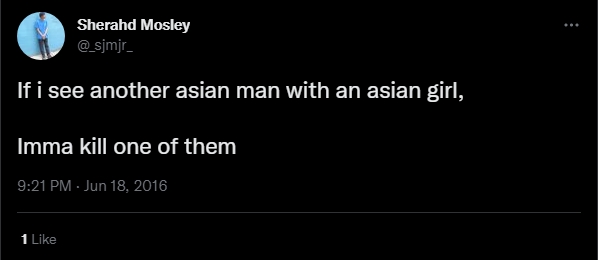 Sherahd Mosley
@_sjmjr_
If i see another asian man with an asian girl,
Imma kill one of them
9:21 PM · Jun 18, 2016
1 Like